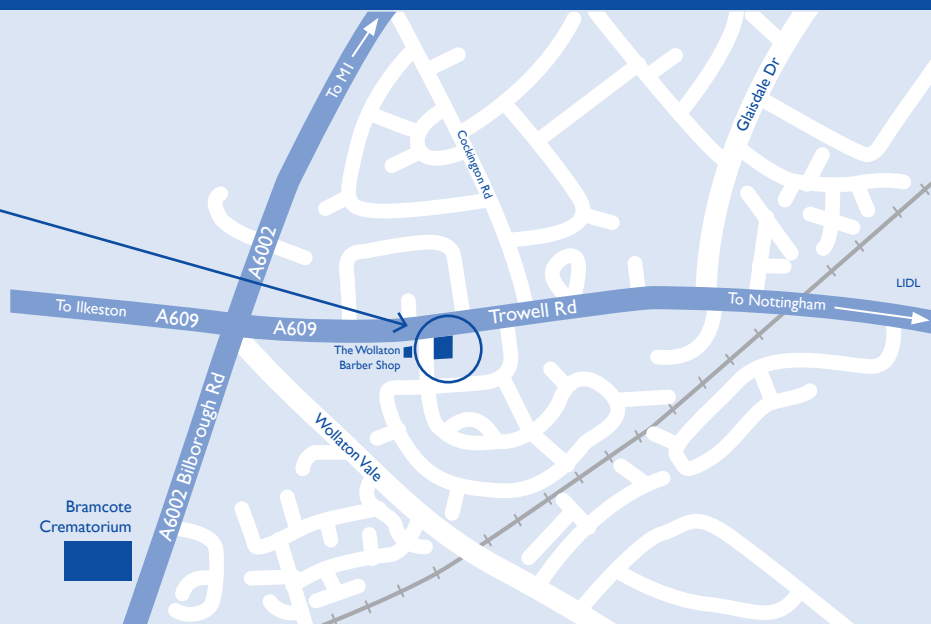 To M1
Glaisdale Dr
Cockington Rd
A6002
LIDL
To Ilkeston
A609
A609
Trowell Rd
To Nottingham
The Wollaton
Barber Shop
A6002 Bilborough Rd
Wollaton Vale
Bramcote
Crematorium